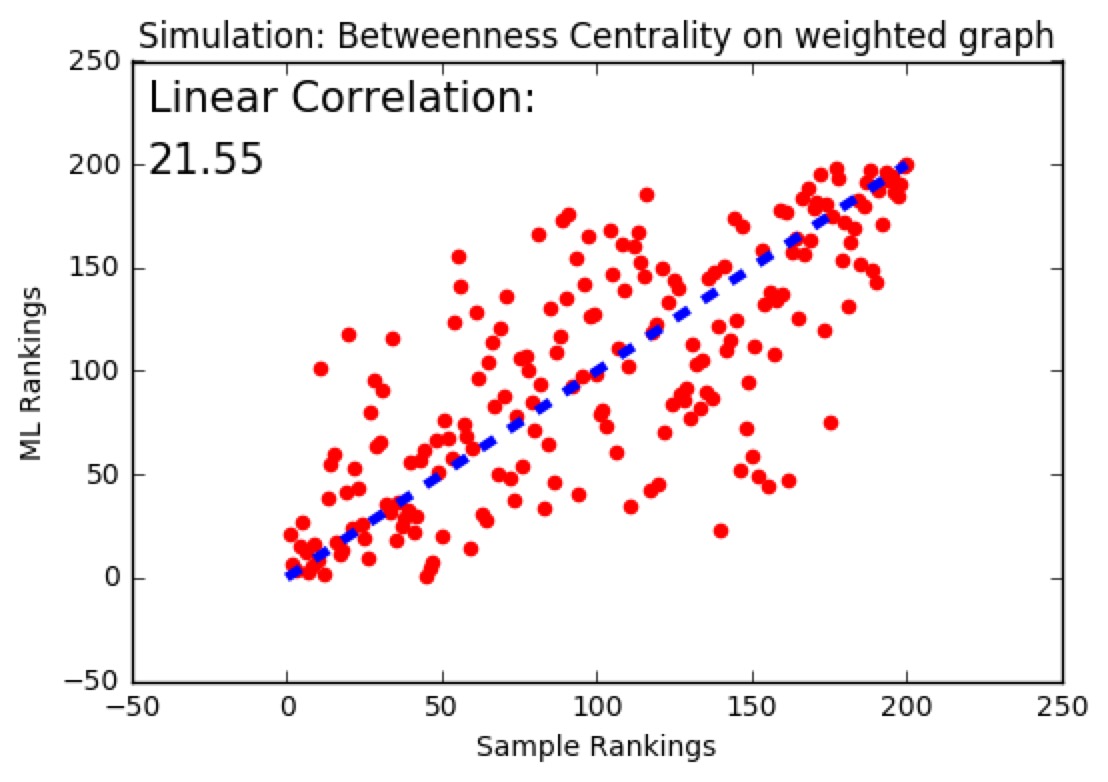 Simulation: Betweenness Centrality on weighted graph
250
Linear Correlation:
200
21.55
150
100
50
0
−50
−50 0 50 100 150 200 250
ML Rankings
Sample Rankings